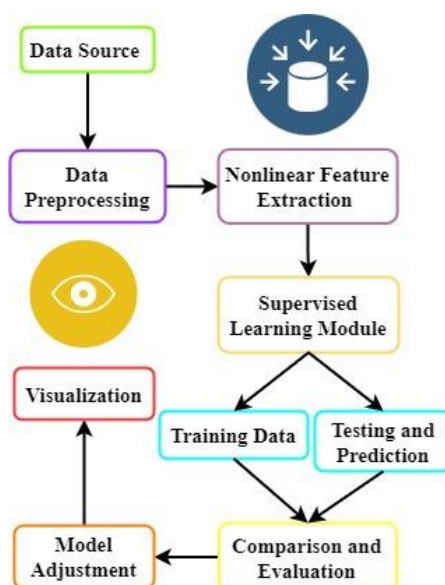 Data Source
Data
Preprocessing
Nonlinear Feature
Extraction
Supervised
Learning Module
Training Data
Testing and
Prediction
Comparison and
Evaluation
Model
Adjustment
Visualization